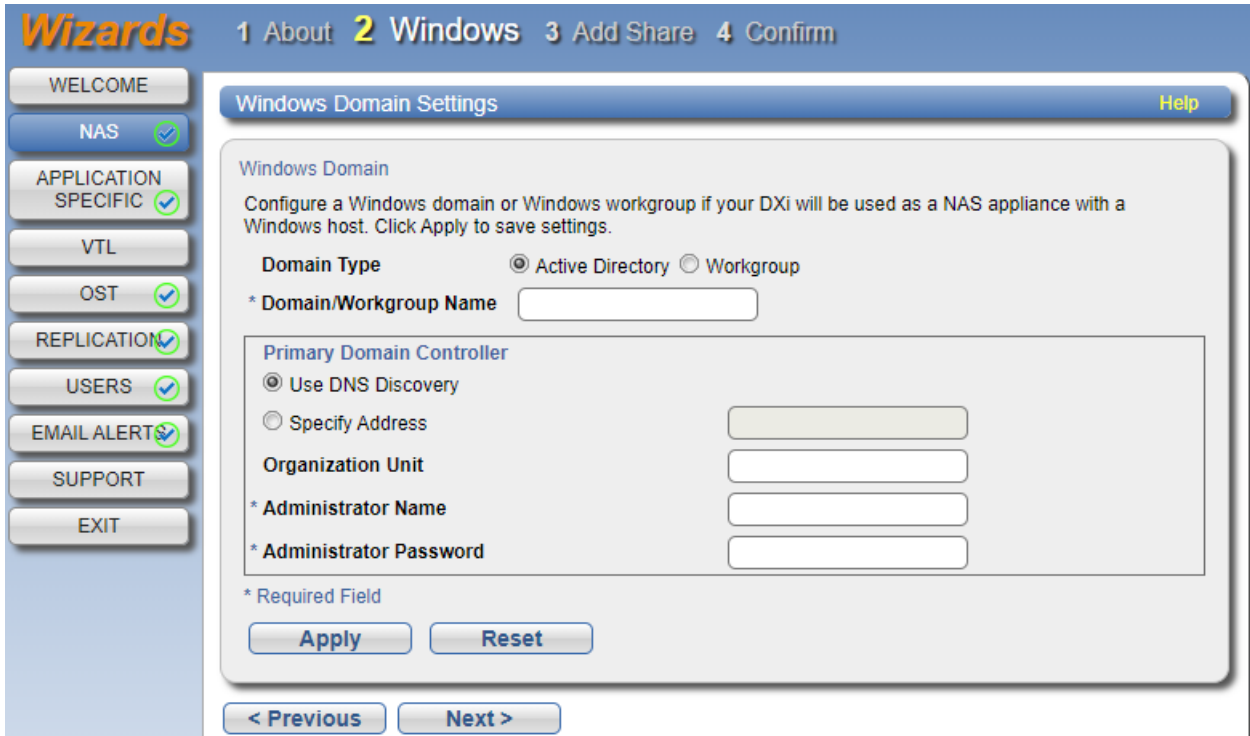 Wizards
1 About 2 Windows 3 Add Share 4 Confirm
WELCOME
NAS
APPLICATION
SPECIFIC
VTL
OST
REPLICATION
USERS
EMAIL ALERTS
SUPPORT
EXIT
Windows Domain Settings
Help
Windows Domain
Configure a Windows domain or Windows workgroup if your DXi will be used as a NAS appliance with a
Windows host. Click Apply to save settings.
Domain Type Active Directory Workgroup
* Domain/Workgroup Name
Primary Domain Controller
Use DNS Discovery
Specify Address
Organization Unit
* Administrator Name
* Administrator Password
* Required Field
Apply Reset
< Previous Next >